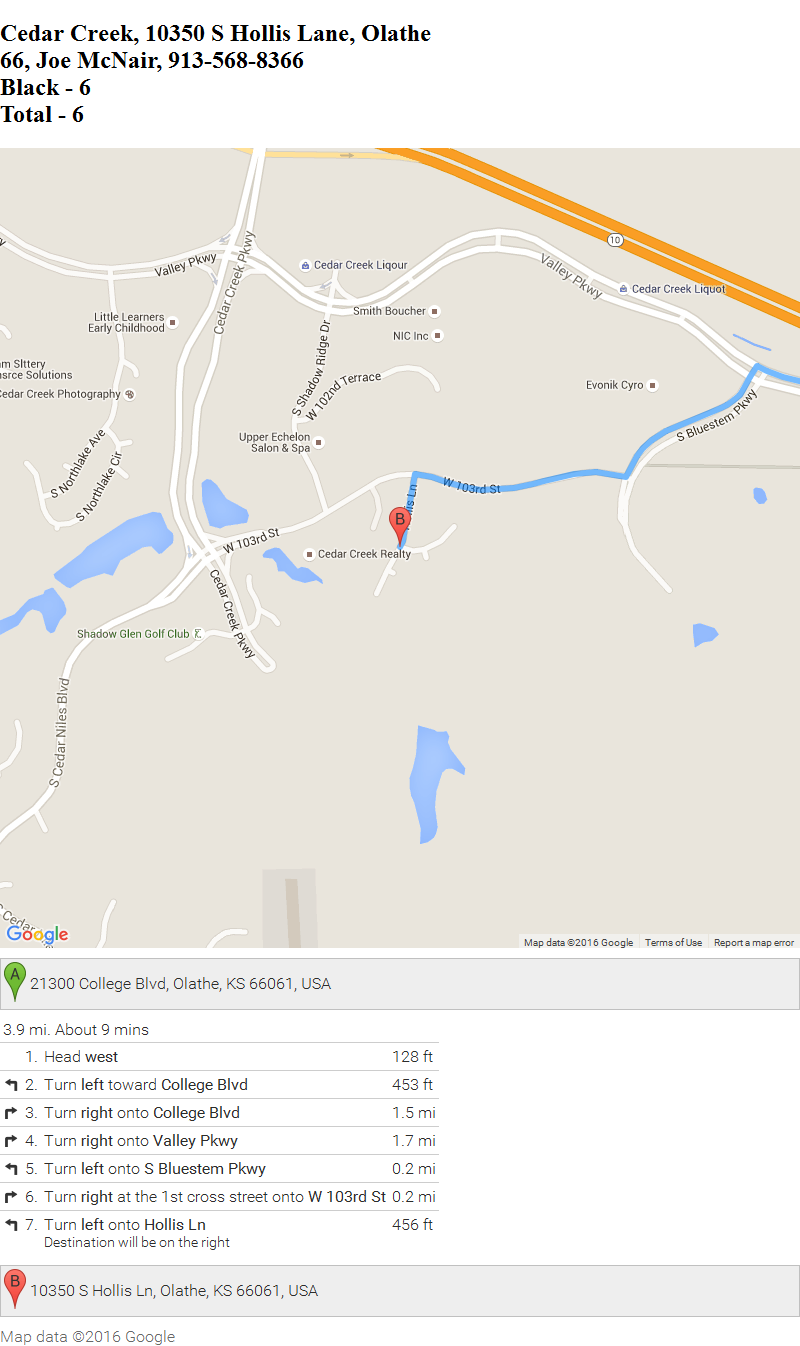 Cedar Creek, 10350 S Hollis Lane, Olathe
66, Joe McNair, 913-568-8366
Black - 6
Total - 6
10
Valley Pkwy
Cedar Creek Pkwy
Cedar Creek Liqour
Valley Pkwy
Cedar Creek Liquot
Little Learners
Early Childhood
Smith Boucher
NIC Inc
S Shadow Ridge Dr
W 102nd Terrace
am SIttery
nsrce Solutions
Cedar Creek Photography
Evonik Cyro
S Bluestem Pkwy
Upper Echelon
Salon & Spa
S Northlake Ave
S Northlake Cir
W 103rd St
W 103rd St
B
Cedar Creek Realty
Cedar Creek Pkwy
Shadow Glen Golf Club
S Cedar Niles Blvd
S Cedar
Google
Map data ©2016 Google Terms of Use Report a map error
A 21300 College Blvd, Olathe, KS 66061, USA
3.9 mi. About 9 mins
1. Head west 128 ft
2. Turn left toward College Blvd 453 ft
3. Turn right onto College Blvd 1.5 mi
4. Turn right onto Valley Pkwy 1.7 mi
5. Turn left onto S Bluestem Pkwy 0.2 mi
6. Turn right at the 1st cross street onto W 103rd St 0.2 mi
7. Turn left onto Hollis Ln 456 ft
Destination will be on the right
B 10350 S Hollis Ln, Olathe, KS 66061, USA
Map data ©2016 Google